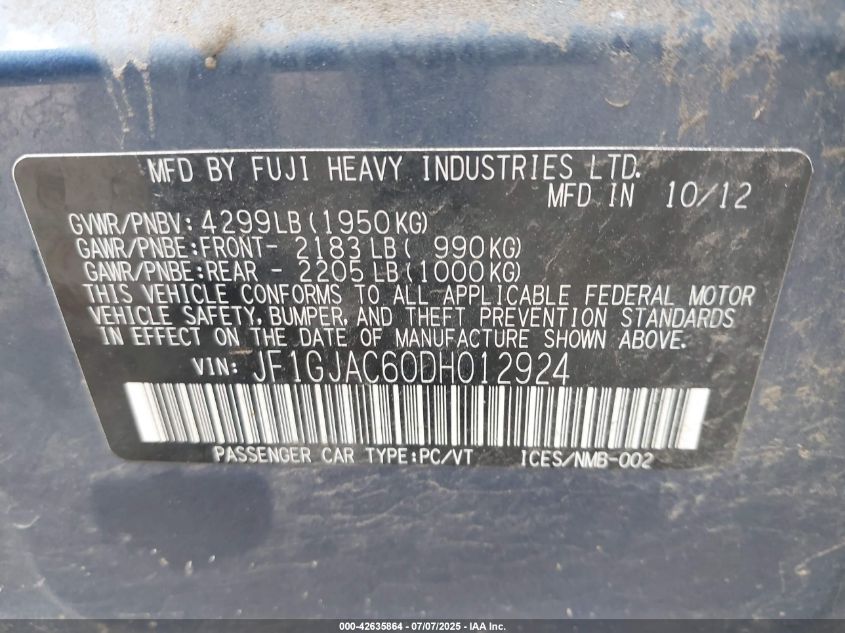 MFD BY FUJI HEAVY INDUSTRIES LTD.
MFD IN 10/12
GVWR/PNBV: 4299LB(1950KG)
GAWR/PNBE:FRONT- 2183LB( 990KG)
GAWR/PNBE:REAR - 2205LB(1000KG)
THIS VEHICLE CONFORMS TO ALL APPLICABLE FEDERAL MOTOR
VEHICLE SAFETY, BUMPER, AND THEFT PREVENTION STANDARDS
IN EFFECT ON THE DATE OF MANUFACTURE SHOWN ABOVE.
VIN: JF1GJAC60DH012924
PASSENGER CAR TYPE:PC/VT ICES/NMB-002
000-42635864 / 07/07/2025 - IAA Inc.